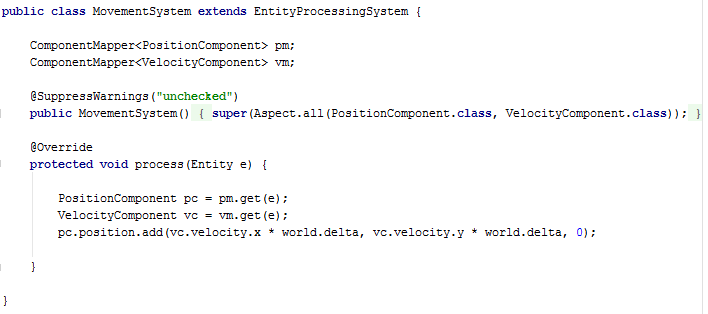 public class MovementSystem extends EntityProcessingSystem {
ComponentMapper<PositionComponent> pm;
ComponentMapper<VelocityComponent> vm;
@SuppressWarnings("unchecked")
public MovementSystem() { super(Aspect.all(PositionComponent.class, VelocityComponent.class)); }
@Override
protected void process(Entity e) {
PositionComponent pc = pm.get(e);
VelocityComponent vc = vm.get(e);
pc.position.add(vc.velocity.x * world.delta, vc.velocity.y * world.delta, 0);
}
}